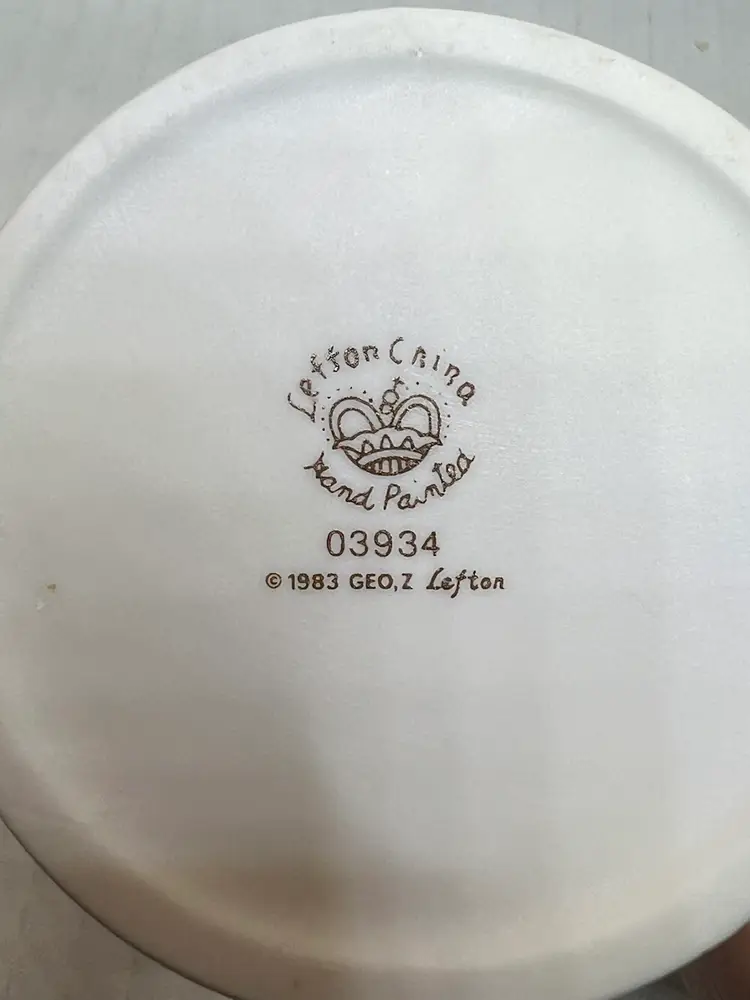 Lefton China
Hand Painted
03934
© 1983 GEO, Z Lefton